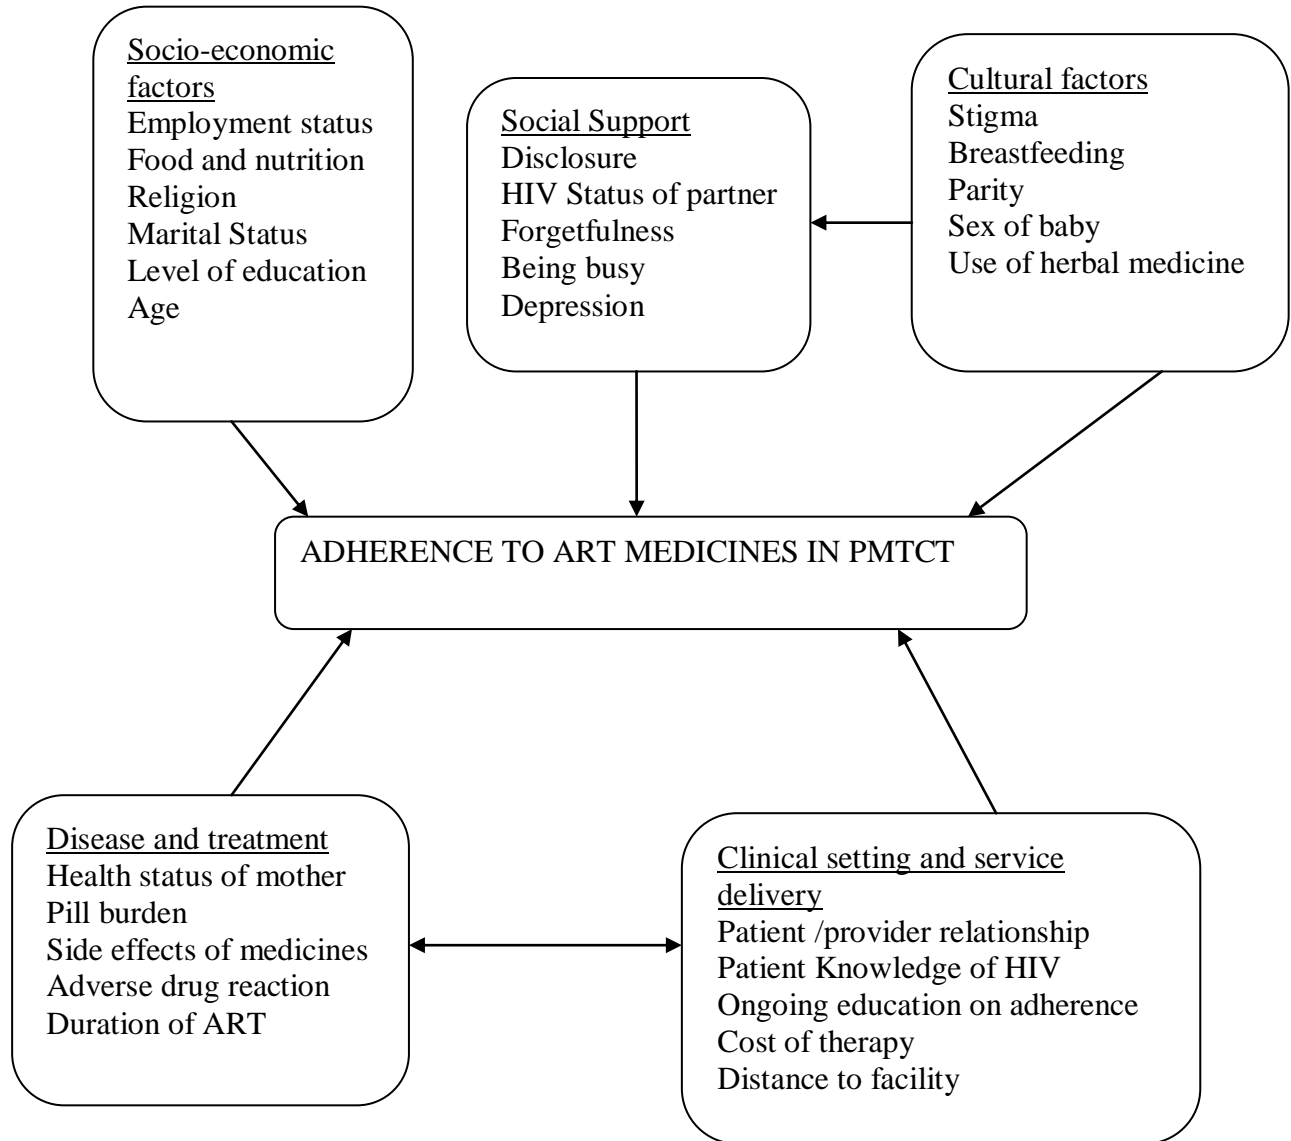 Socio-economic
factors
Employment status
Food and nutrition
Religion
Marital Status
Level of education
Age
Social Support
Disclosure
HIV Status of partner
Forgetfulness
Being busy
Depression
Cultural factors
Stigma
Breastfeeding
Parity
Sex of baby
Use of herbal medicine
ADHERENCE TO ART MEDICINES IN PMTCT
Disease and treatment
Health status of mother
Pill burden
Side effects of medicines
Adverse drug reaction
Duration of ART
Clinical setting and service
delivery
Patient /provider relationship
Patient Knowledge of HIV
Ongoing education on adherence
Cost of therapy
Distance to facility